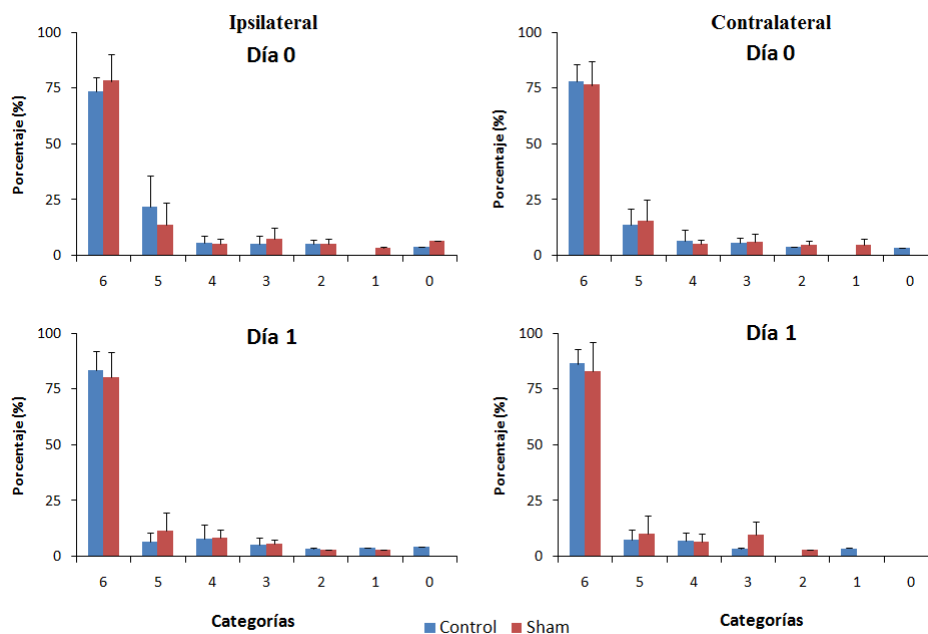 Ipsilateral
Contralateral
Día 0
Día 0
Porcentaje (%)
100
75
50
25
0
6 5 4 3 2 1 0
Porcentaje (%)
100
75
50
25
0
6 5 4 3 2 1 0
Día 1
Día 1
Porcentaje (%)
100
75
50
25
0
6 5 4 3 2 1 0
Categorías
Porcentaje (%)
100
75
50
25
0
6 5 4 3 2 1 0
Categorías
Control Sham